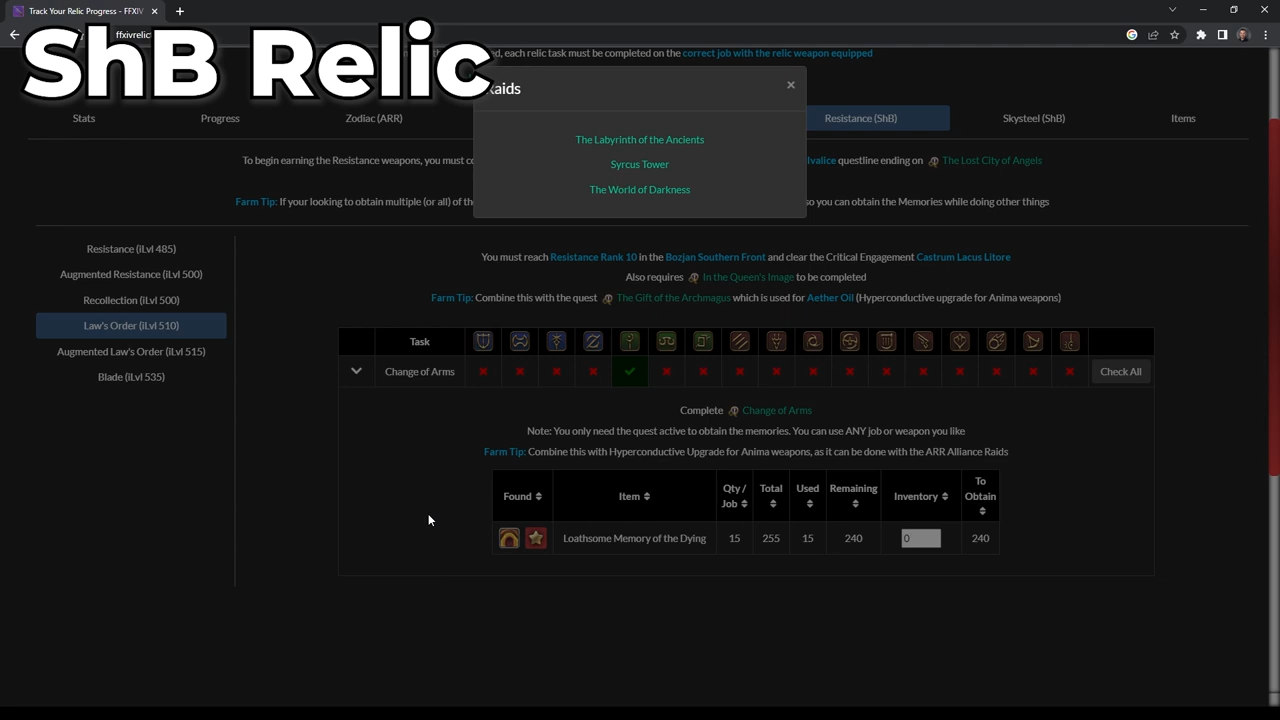 Track Your Relic Progress - FFXIV
ffxivrelic
ShB Relic
ed, each relic task must be completed on the correct job with the relic weapon equipped
Raids
Stats
Progress
Zodiac (ARR)
Resistance (ShB)
Skysteel (ShB)
Items
The Labyrinth of the Ancients
Syrcus Tower
The World of Darkness
To begin earning the Resistance weapons, you must co
lvalice questline ending on The Lost City of Angels
Farm Tip: If your looking to obtain multiple (or all) of the
so you can obtain the Memories while doing other things
Resistance (iLvl 485)
Augmented Resistance (iLvl 500)
Recollection (iLvl 500)
Law's Order (iLvl 510)
Augmented Law's Order (iLvl 515)
Blade (iLvl 535)
You must reach Resistance Rank 10 in the Bozjan Southern Front and clear the Critical Engagement Castrum Lacus Litore
Also requires In the Queen's Image to be completed
Farm Tip: Combine this with the quest The Gift of the Archmagus which is used for Aether Oil (Hyperconductive upgrade for Anima weapons)
Task
Change of Arms
Check All
Complete Change of Arms
Note: You only need the quest active to obtain the memories. You can use ANY job or weapon you like
Farm Tip: Combine this with Hyperconductive Upgrade for Anima weapons, as it can be done with the ARR Alliance Raids
Found Item Qty / Job Total Used Remaining Inventory To Obtain
Loathsome Memory of the Dying 15 255 15 240 0 240